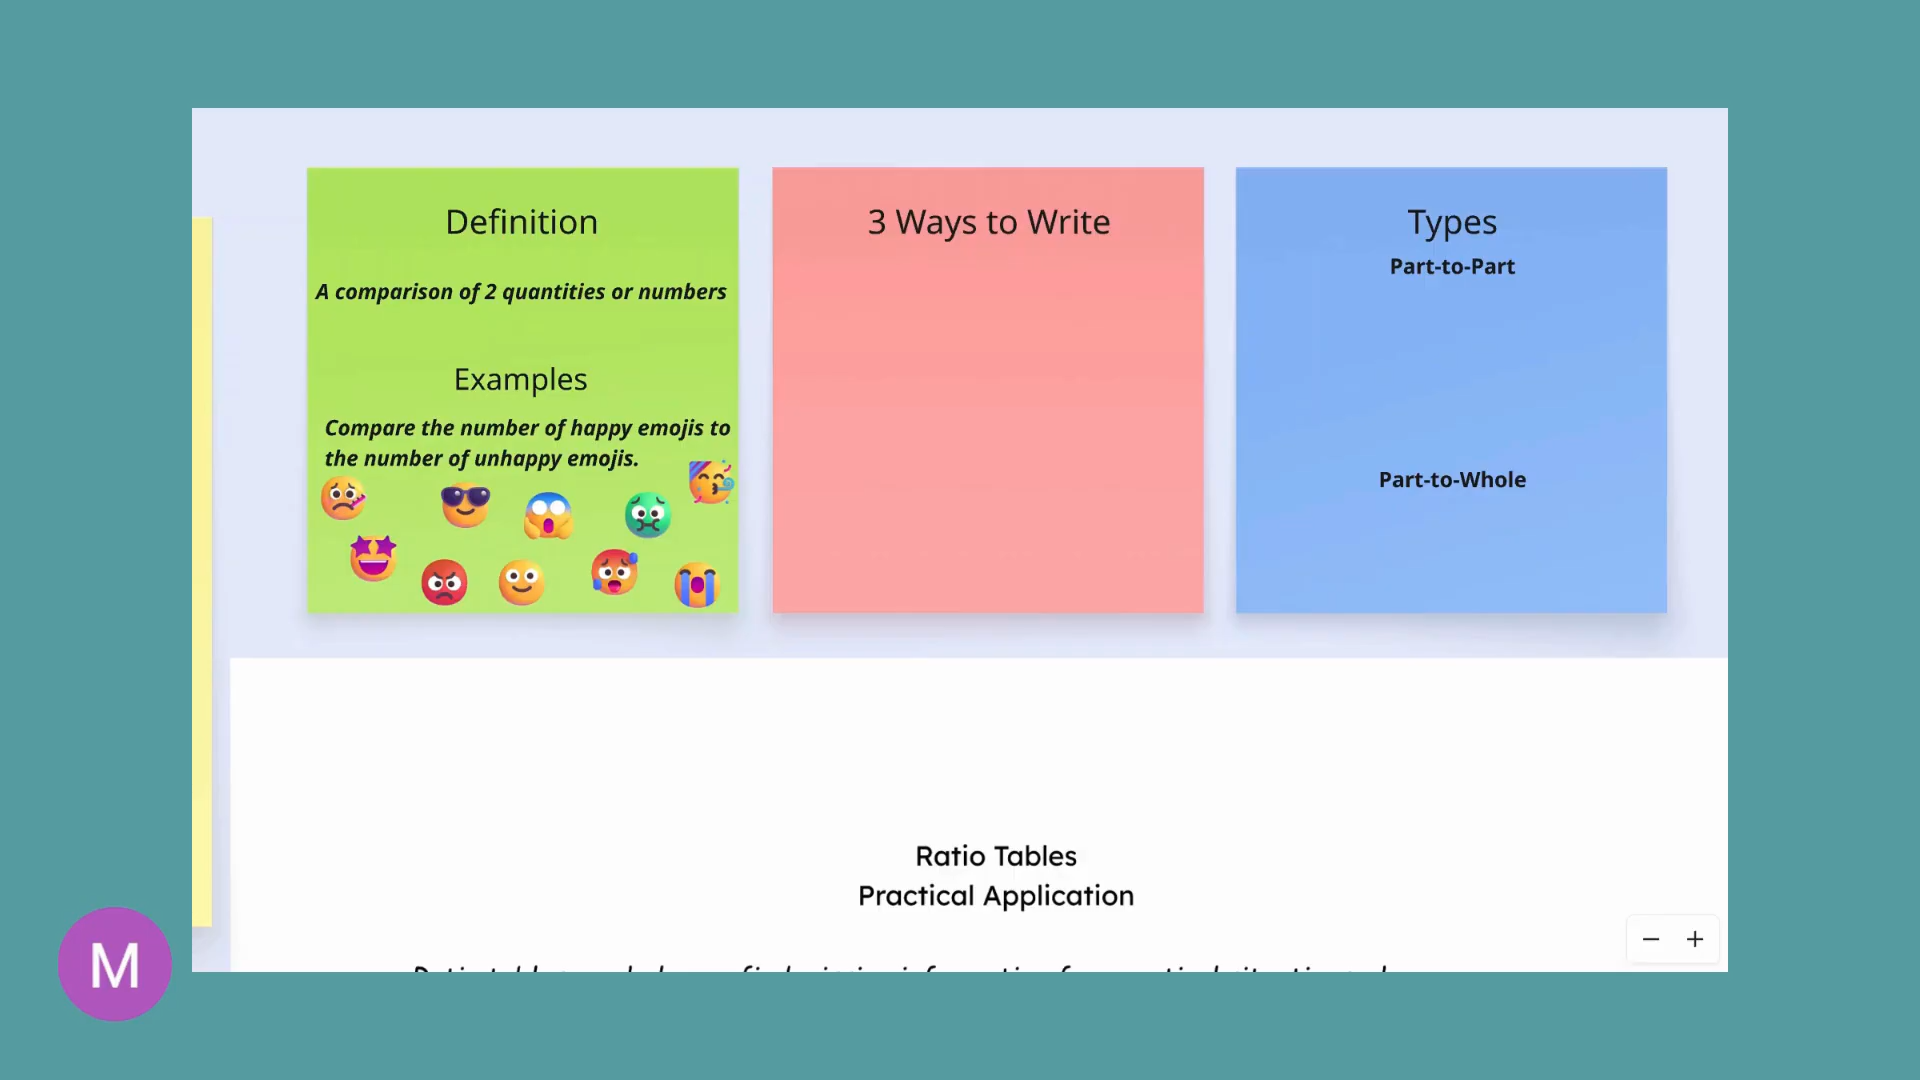 Definition
A comparison of 2 quantities or numbers
Examples
Compare the number of happy emojis to
the number of unhappy emojis.
3 Ways to Write
Types
Part-to-Part
Part-to-Whole
Ratio Tables
Practical Application
M